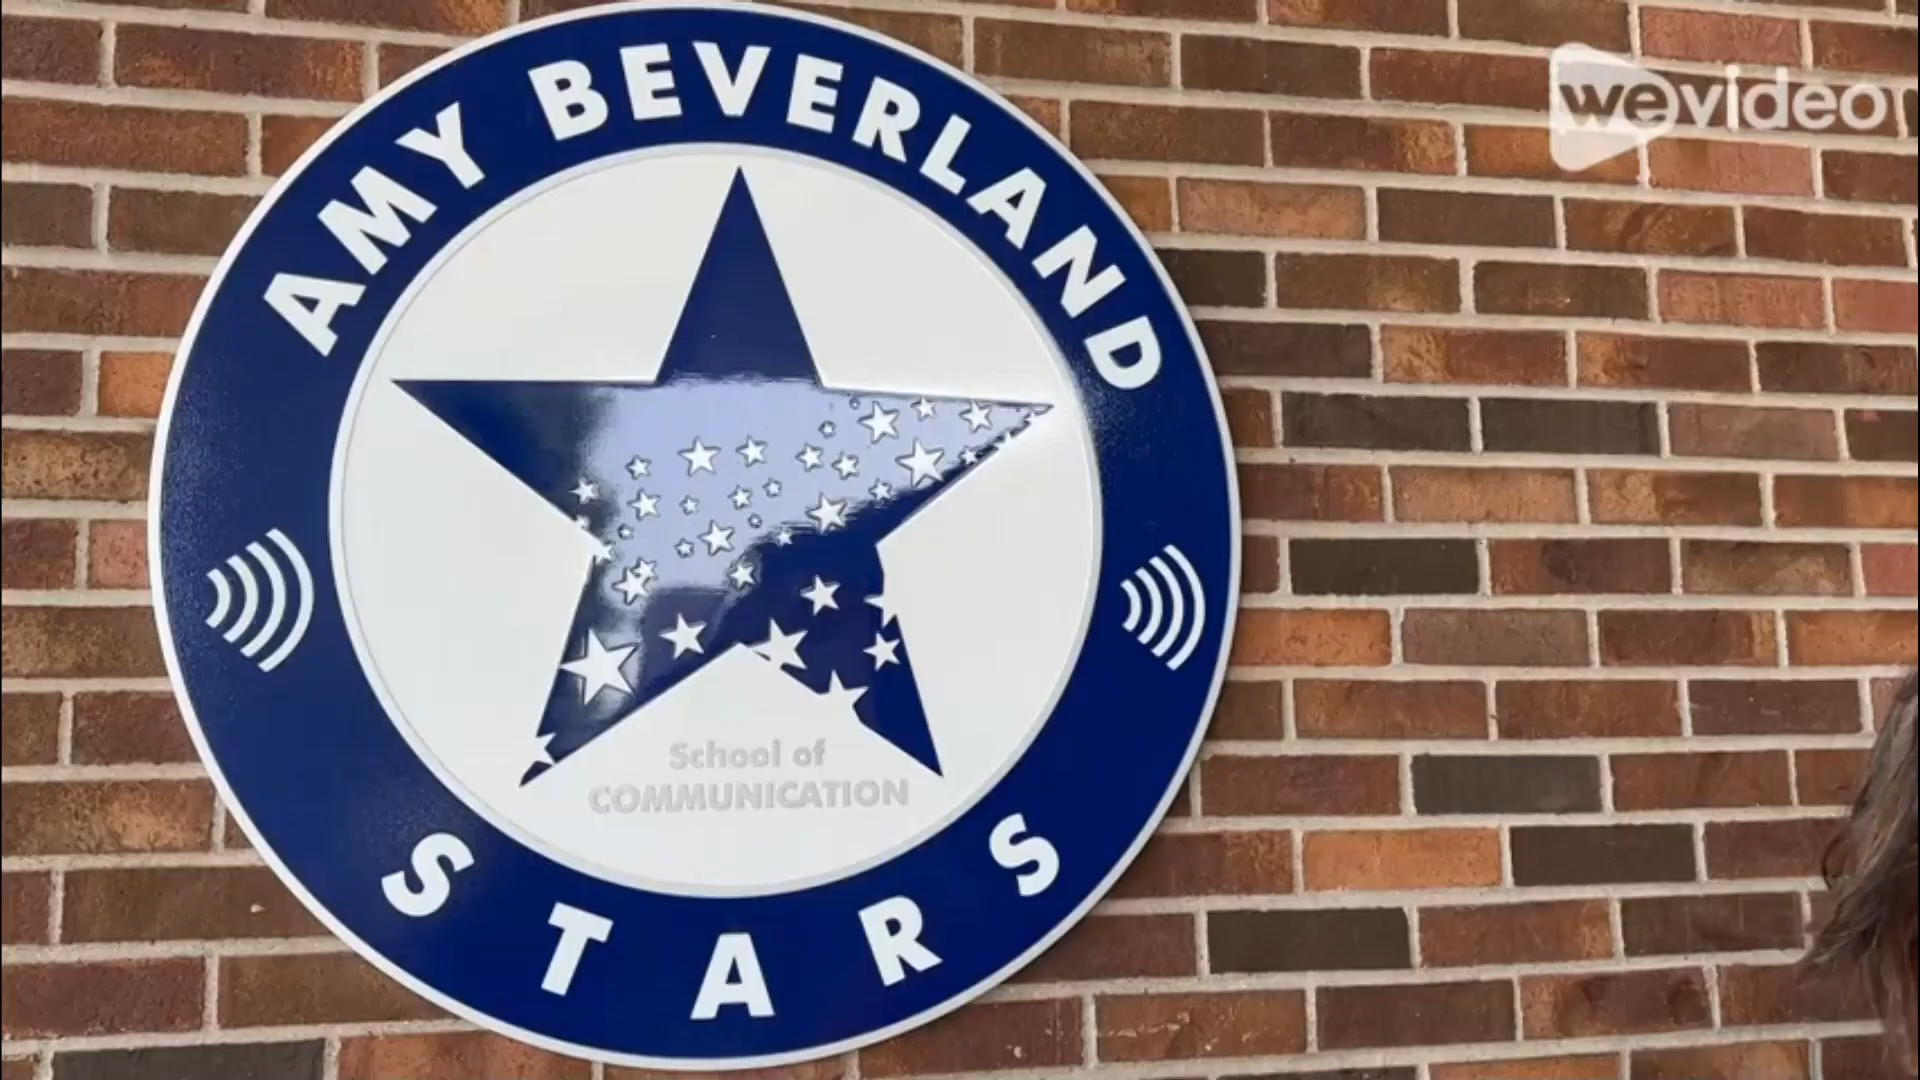 AMY BEVERLAND
School of
COMMUNICATION
STARS
wevideo